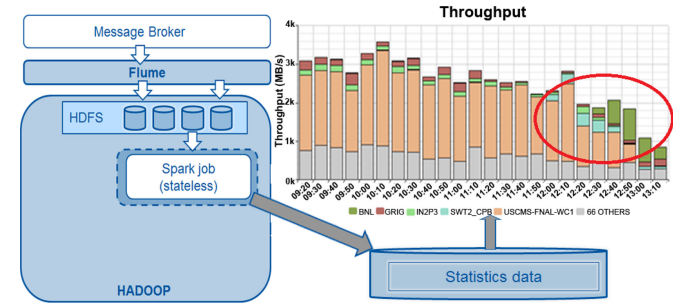 Message Broker
Flume
HDFS
Spark job
(stateless)
HADOOP
Throughput
Throughput (MB/s)
4k
3k
2k
1k
0k
09:20 09:30 09:40 09:50 10:00 10:10 10:20 10:30 10:40 10:50 11:00 11:10 11:20 11:30 11:40 11:50 12:00 12:10 12:20 12:30 12:40 12:50 13:00 13:10
BNL GRIG IN2P3 SWT2_CPB USCMS-FNAL-WC1 66 OTHERS
Statistics data